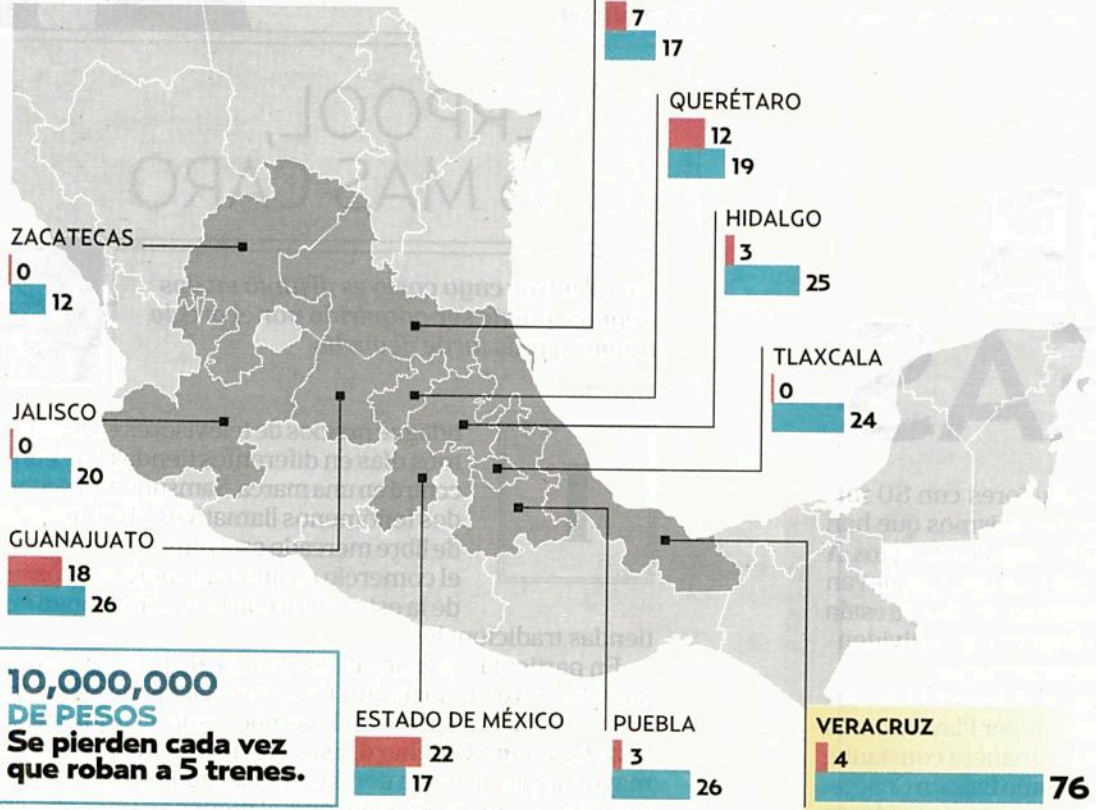 7
17
QUERÉTARO
12
19
HIDALGO
3
25
ZACATECAS
0
12
TLAXCALA
0
24
JALISCO
0
20
GUANAJUATO
18
26
10,000,000
DE PESOS
Se pierden cada vez
que roban a 5 trenes.
ESTADO DE MÉXICO
22
17
PUEBLA
3
26
VERACRUZ
4
76